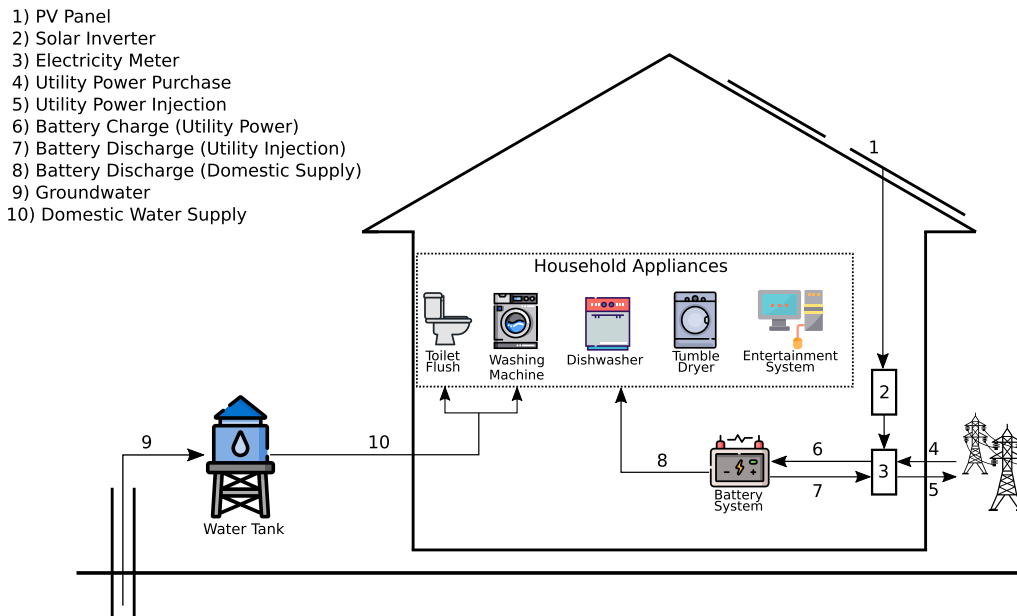 1) PV Panel
2) Solar Inverter
3) Electricity Meter
4) Utility Power Purchase
5) Utility Power Injection
6) Battery Charge (Utility Power)
7) Battery Discharge (Utility Injection)
8) Battery Discharge (Domestic Supply)
9) Groundwater
10) Domestic Water Supply
1
Household Appliances
Toilet
Flush
Washing
Machine
Dishwasher
Tumble
Dryer
Entertainment
System
2
9
Water Tank
10
8
Battery
System
6
7
3
4
5